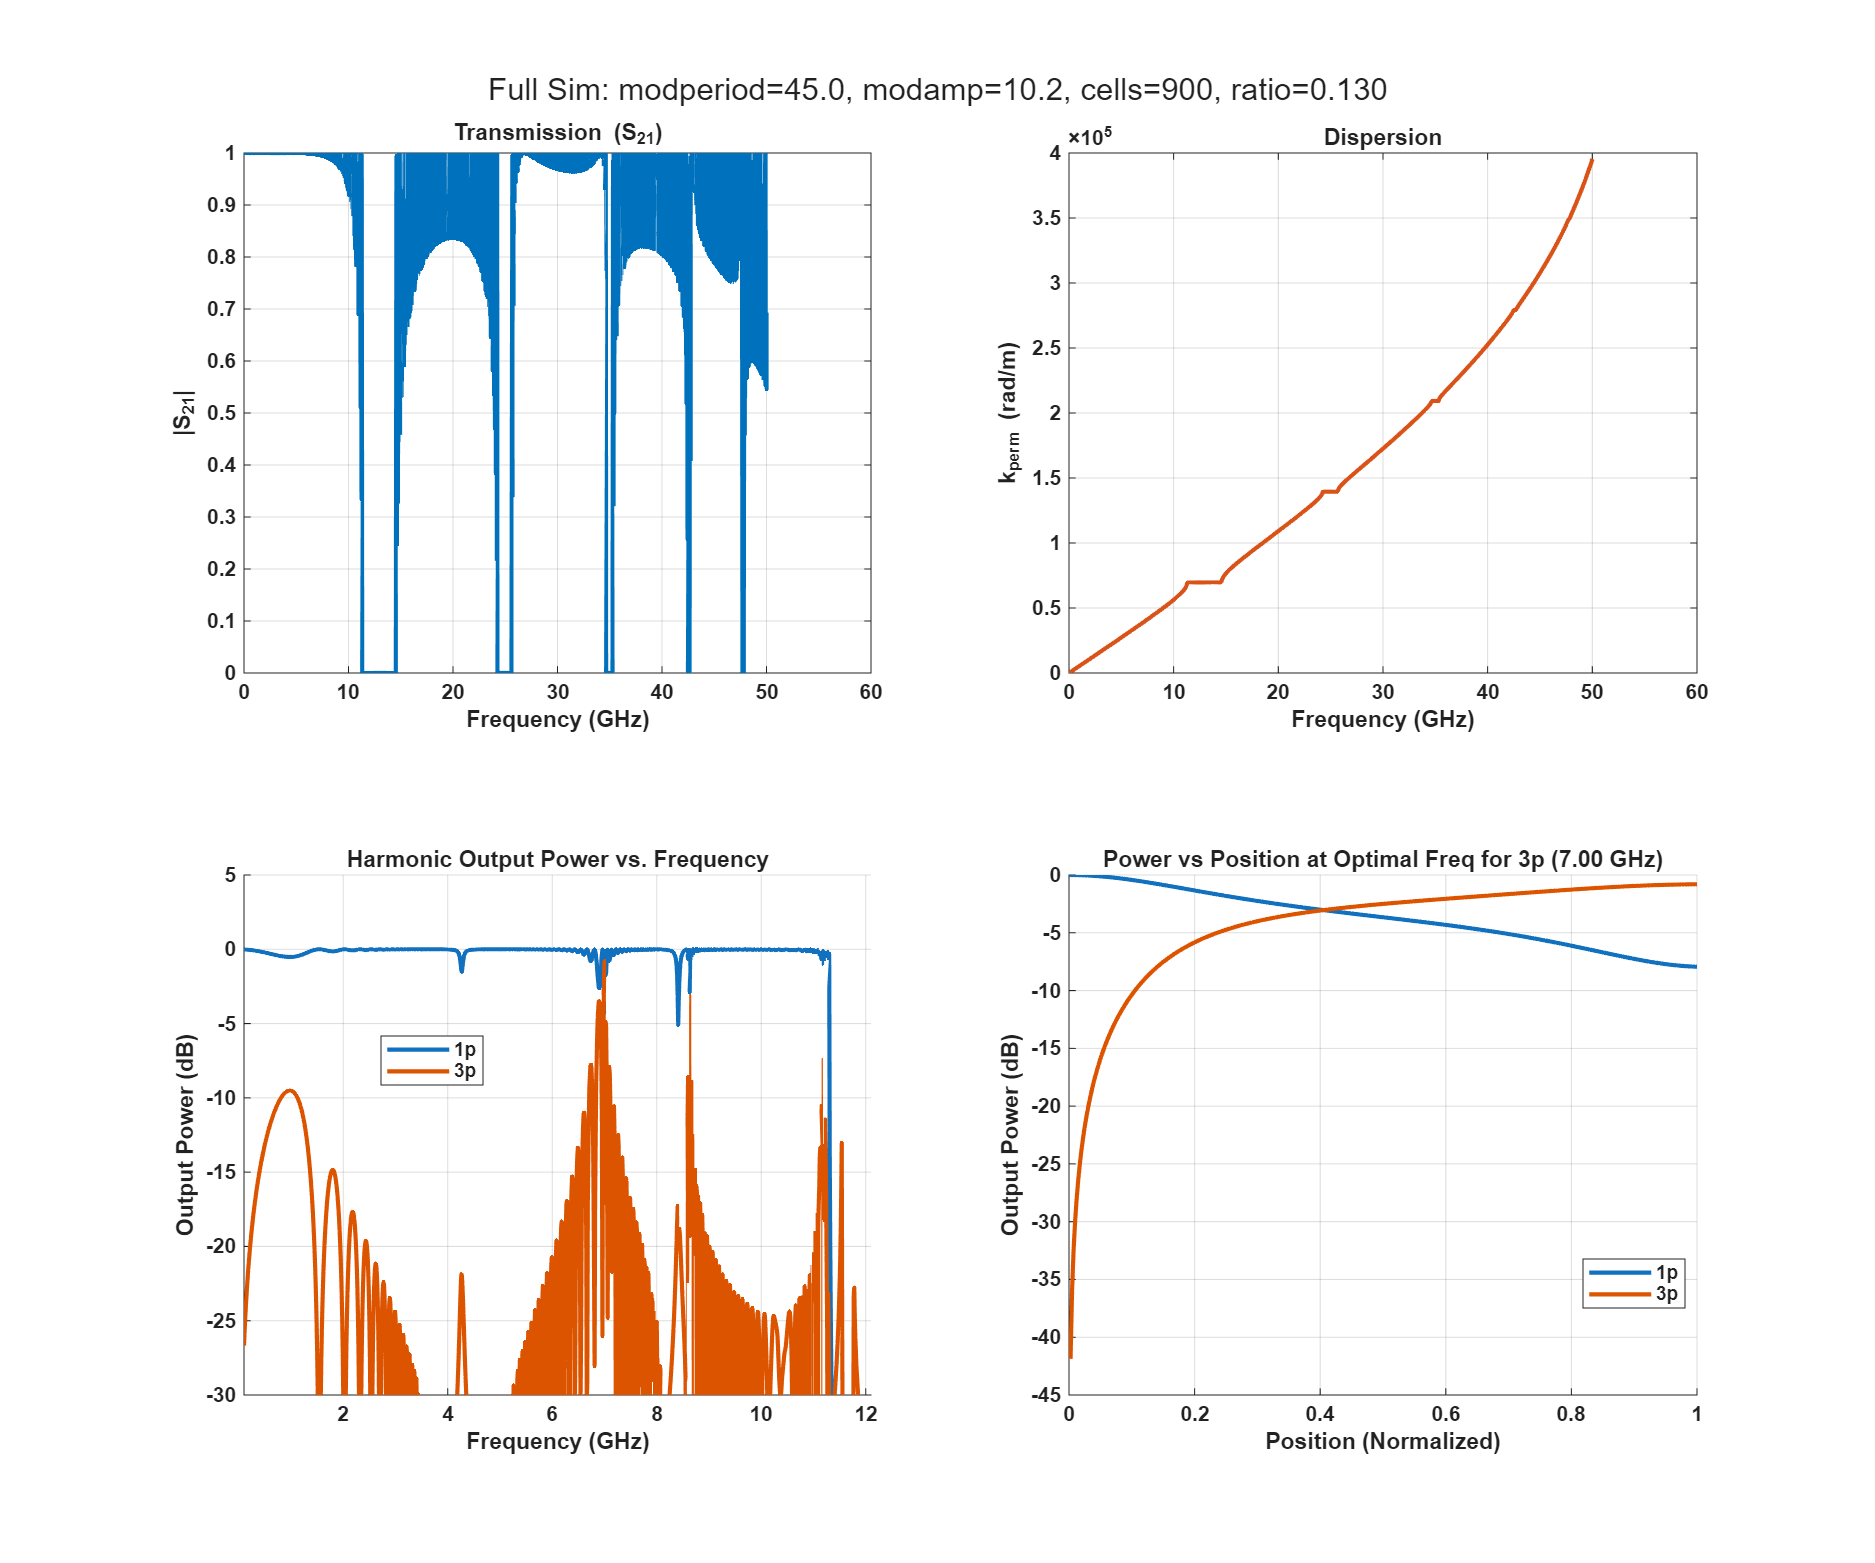 Full Sim: modperiod=45.0, modamp=10.2, cells=900, ratio=0.130
Transmission (S21)
1
0.9
0.8
0.7
0.6
0.5
0.4
0.3
0.2
0.1
0
|S21|
0 10 20 30 40 50 60
Frequency (GHz)
×10⁵
Dispersion
4
3.5
3
2.5
2
1.5
1
0.5
0
kperm (rad/m)
0 10 20 30 40 50 60
Frequency (GHz)
Harmonic Output Power vs. Frequency
5
0
-5
-10
-15
-20
-25
-30
Output Power (dB)
1p
3p
2 4 6 8 10 12
Frequency (GHz)
Power vs Position at Optimal Freq for 3p (7.00 GHz)
0
-5
-10
-15
-20
-25
-30
-35
-40
-45
Output Power (dB)
1p
3p
0 0.2 0.4 0.6 0.8 1
Position (Normalized)